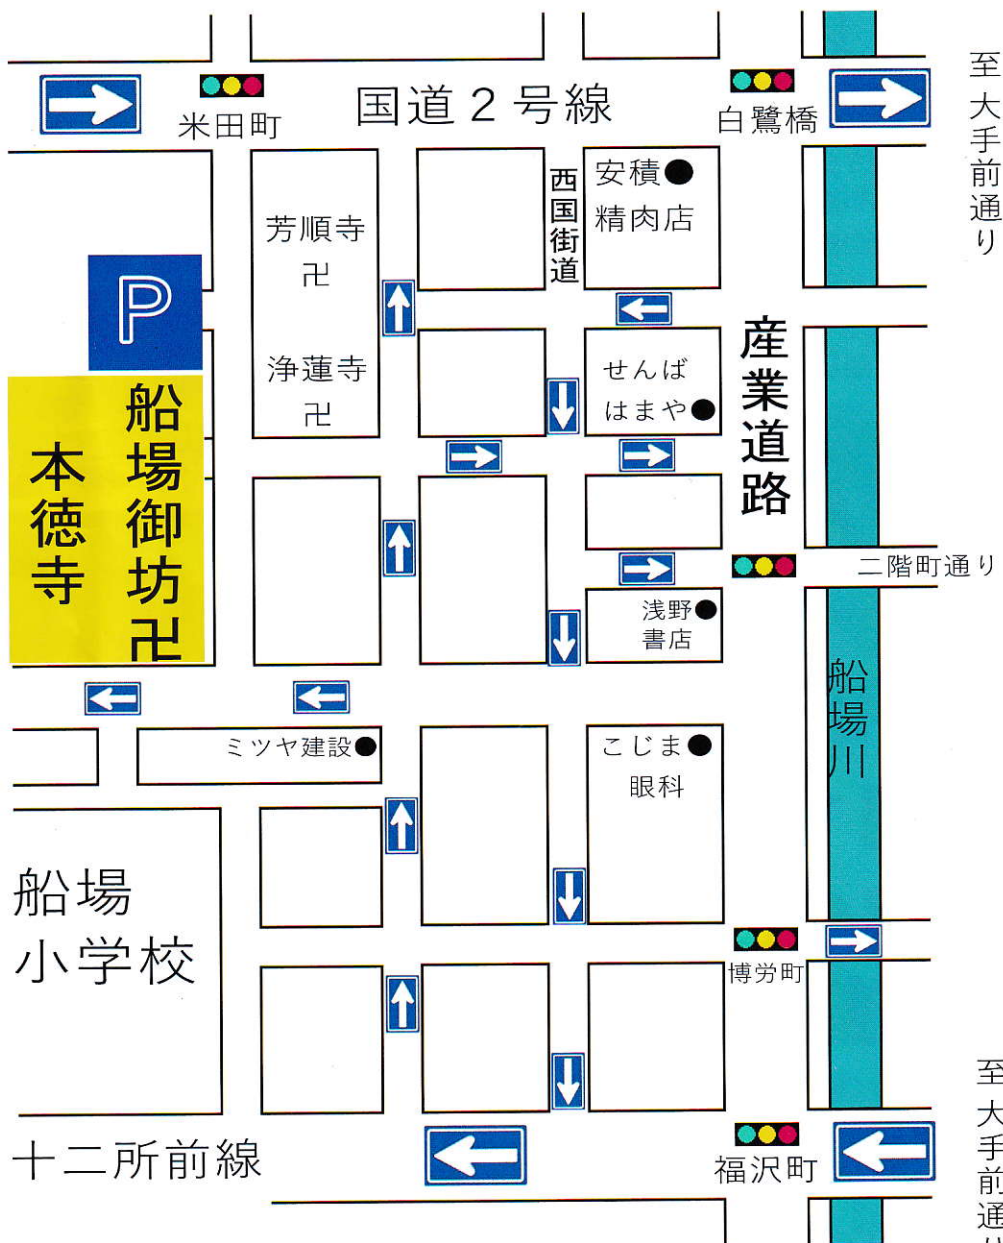 国道２号線
米田町
白鷺橋
至 大手前通り
西国街道
安積
精肉店
芳順寺
卍
浄蓮寺
卍
P
船場御坊卍
本徳寺
せんば
はまや
産業道路
二階町通り
浅野
書店
船場川
ミツヤ建設
こじま
眼科
船場
小学校
博労町
十二所前線
福沢町
至 大手前通り